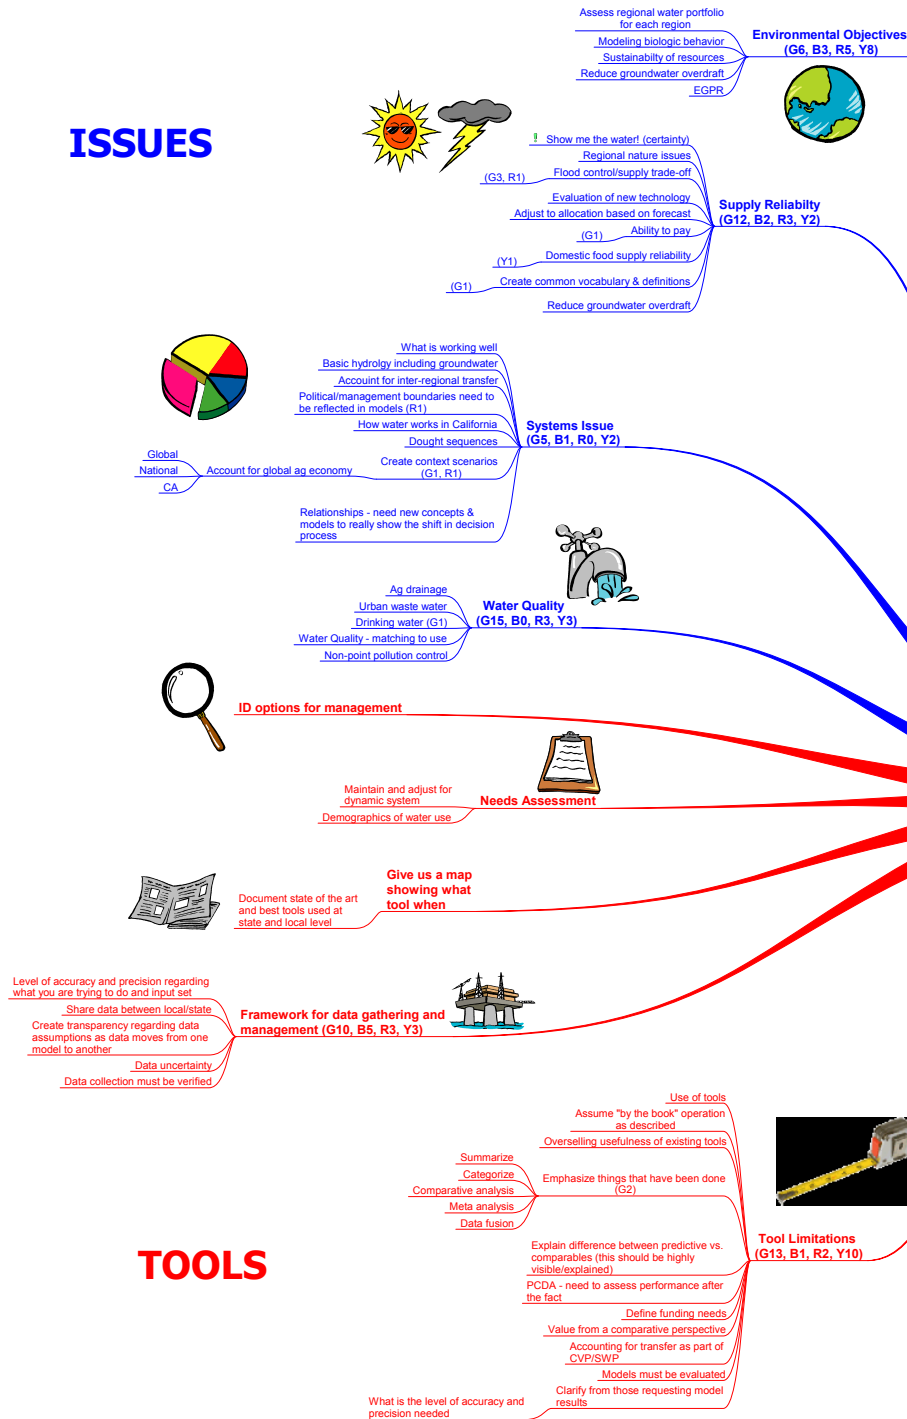 Assess regional water portfolio
for each region
Modeling biologic behavior
Sustainabilty of resources
Reduce groundwater overdraft
EGPR
Environmental Objectives
(G6, B3, R5, Y8)
ISSUES
Show me the water! (certainty)
Regional nature issues
(G3, R1)
Flood control/supply trade-off
Evaluation of new technology
Adjust to allocation based on forecast
(G1)
Ability to pay
(Y1)
Domestic food supply reliability
(G1)
Create common vocabulary & definitions
Reduce groundwater overdraft
Supply Reliabilty
(G12, B2, R3, Y2)
What is working well
Basic hydrolgy including groundwater
Account for inter-regional transfer
Political/management boundaries need to
be reflected in models (R1)
How water works in California
Dought sequences
Global
National
CA
Account for global ag economy
Create context scenarios
(G1, R1)
Relationships - need new concepts &
models to really show the shift in decision
process
Systems Issue
(G5, B1, R0, Y2)
Ag drainage
Urban waste water
Drinking water (G1)
Water Quality - matching to use
Non-point pollution control
Water Quality
(G15, B0, R3, Y3)
ID options for management
Maintain and adjust for
dynamic system
Demographics of water use
Needs Assessment
Document state of the art
and best tools used at
state and local level
Give us a map
showing what
tool when
Level of accuracy and precision regarding
what you are trying to do and input set
Share data between local/state
Create transparency regarding data
assumptions as data moves from one
model to another
Data uncertainty
Data collection must be verified
Framework for data gathering and
management (G10, B5, R3, Y3)
TOOLS
Use of tools
Assume "by the book" operation
as described
Overselling usefulness of existing tools
Summarize
Categorize
Comparative analysis
Meta analysis
Data fusion
Emphasize things that have been done
(G2)
Explain difference between predictive vs.
comparables (this should be highly
visible/explained)
PCDA - need to assess performance after
the fact
Define funding needs
Value from a comparative perspective
Accounting for transfer as part of
CVP/SWP
Models must be evaluated
What is the level of accuracy and
precision needed
Clarify from those requesting model
results
Tool Limitations
(G13, B1, R2, Y10)